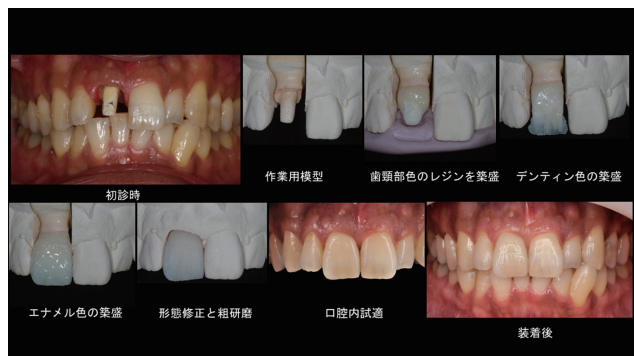 初診時
作業用模型
歯頸部色のレジンを築盛
デンティン色の築盛
エナメル色の築盛
形態修正と粗研磨
口腔内試適
装着後